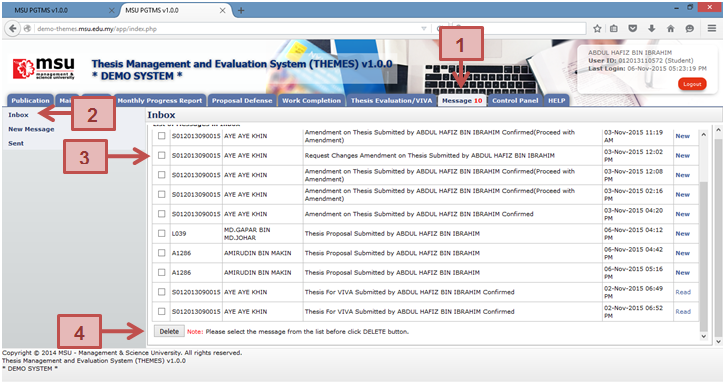 MSU PGTMS v1.0.0
MSU PGTMS v1.0.0
demo-themes.msu.edu.my/app/index.php
1
msu
management &
science university
Thesis Management and Evaluation System (THEMES) v1.0.0
* DEMO SYSTEM *
ABDUL HAFIZ BIN IBRAHIM
User ID: 012013110572 (Student)
Last Login: 06-Nov-2015 05:23:19 PM
Logout
Publication Mai Monthly Progress Report Proposal Defense Work Completion Thesis Evaluation/VIVA Message 10 Control Panel HELP
2
Inbox
New Message
Sent
3
4
Inbox
List of Messages in Inbox
S012013090015 AYE AYE KHIN Amendment on Thesis Submitted by ABDUL HAFIZ BIN IBRAHIM Confirmed(Proceed with 03-Nov-2015 11:19 New
Amendment) AM
S012013090015 AYE AYE KHIN Request Changes Amendment on Thesis Submitted by ABDUL HAFIZ BIN IBRAHIM 03-Nov-2015 12:02 New
PM
S012013090015 AYE AYE KHIN Amendment on Thesis Submitted by ABDUL HAFIZ BIN IBRAHIM Confirmed(Proceed with 03-Nov-2015 12:08 New
Amendment) PM
S012013090015 AYE AYE KHIN Amendment on Thesis Submitted by ABDUL HAFIZ BIN IBRAHIM Confirmed(Proceed with 03-Nov-2015 02:16 New
Amendment) PM
S012013090015 AYE AYE KHIN Amendment on Thesis Submitted by ABDUL HAFIZ BIN IBRAHIM Confirmed 03-Nov-2015 04:20 New
PM
L039 MD.GAPAR BIN Thesis Proposal Submitted by ABDUL HAFIZ BIN IBRAHIM 06-Nov-2015 04:12 New
MD.JOHAR PM
A1286 AMIRUDIN BIN MAKIN Thesis Proposal Submitted by ABDUL HAFIZ BIN IBRAHIM 06-Nov-2015 04:42 New
PM
A1286 AMIRUDIN BIN MAKIN Thesis Proposal Submitted by ABDUL HAFIZ BIN IBRAHIM 06-Nov-2015 05:16 New
PM
S012013090015 AYE AYE KHIN Thesis For VIVA Submitted by ABDUL HAFIZ BIN IBRAHIM Confirmed 02-Nov-2015 06:49 Read
PM
S012013090015 AYE AYE KHIN Thesis For VIVA Submitted by ABDUL HAFIZ BIN IBRAHIM Confirmed 02-Nov-2015 06:52 Read
PM
Delete Note: Please select the message from the list before click DELETE button.
Copyright © 2014 MSU - Management & Science University. All rights reserved.
Thesis Management and Evaluation System (THEMES) v1.0.0
* DEMO SYSTEM *